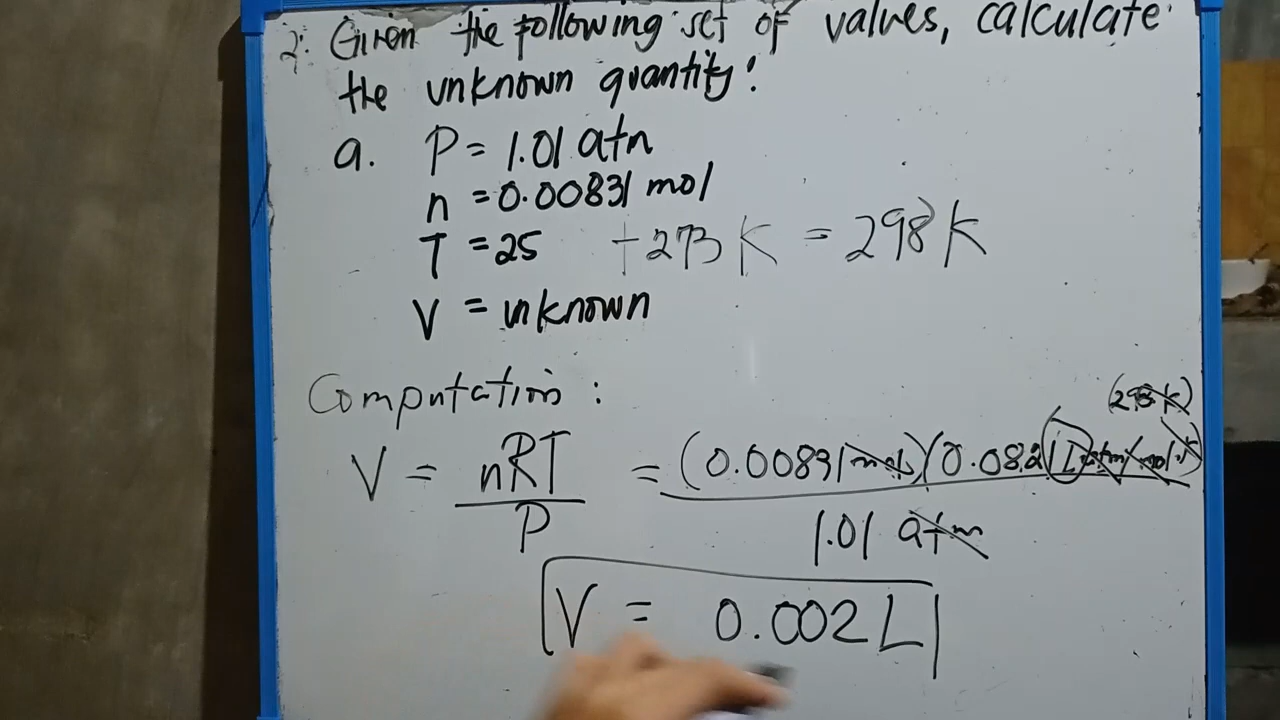 2. Given the following set of values, calculate
the unknown quantity!
a. P = 1.01 atn
n = 0.00831 mol
T = 25 +273 K = 298 K
V = unknown
Computation :
(298 K)
V = nRT / P = (0.00831 mol)(0.0821 L atm/mol·K)
1.01 atm
V = 0.002 L